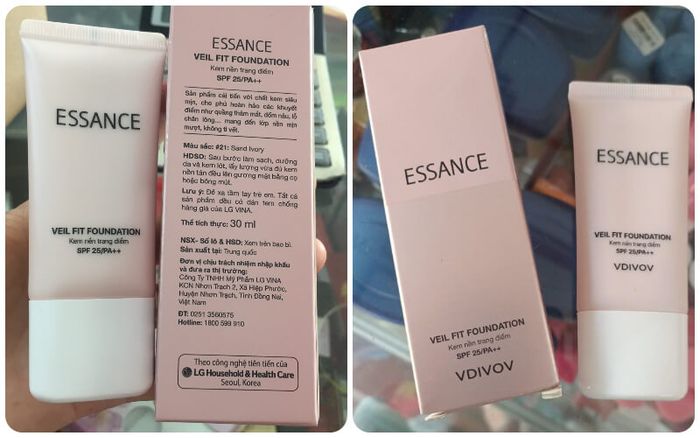 ESSANCE
VEIL FIT FOUNDATION
Kem nền trang điểm
SPF 25/PA++
ESSANCE
VEIL FIT FOUNDATION
Kem nền trang điểm
SPF 25/PA++
Sản phẩm cải tiến với chất kem siêu
mịn, che phủ hoàn hảo các khuyết
điểm như quầng thâm mắt, đốm nâu, lỗ
chân lông... mang đến lớp nền mịn
mượt, không tì vết.
Màu sắc: #21: Sand Ivory
HDSD: Sau bước làm sạch, dưỡng
da và kem lót, lấy lượng vừa đủ kem
nền tán đều lên gương mặt bằng cọ
hoặc bông mút.
Lưu ý: Để xa tầm tay trẻ em. Tất cả
sản phẩm đều có dán tem chống
hàng giả của LG VINA.
Thể tích thực: 30 ml
NSX- Số lô & HSD: Xem trên bao bì.
Sản xuất tại: Trung quốc
Đơn vị chịu trách nhiệm nhập khẩu
và đưa ra thị trường:
Công Ty TNHH Mỹ Phẩm LG VINA
KCN Nhơn Trạch 2, Xã Hiệp Phước,
Huyện Nhơn Trạch, Tỉnh Đồng Nai,
Việt Nam
ĐT: 0251 3560575
Hotline: 1800 599 910
Theo công nghệ tiên tiến của
LG Household & Health Care
Seoul, Korea
ESSANCE
VEIL FIT FOUNDATION
Kem nền trang điểm
SPF 25/PA++
VDIVOV
ESSANCE
VEIL FIT FOUNDATION
Kem nền trang điểm
SPF 25/PA++
VDIVOV